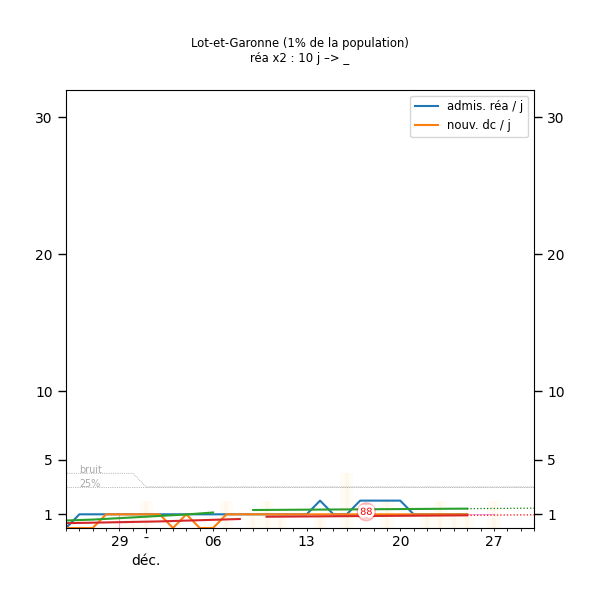 Lot-et-Garonne (1% de la population)
réa x2 : 10 j –> _
admis. réa / j
nouv. dc / j
30 30
20 20
10 10
5 5
bruit
25%
88
1 1
29 - 06 13 20 27
déc.